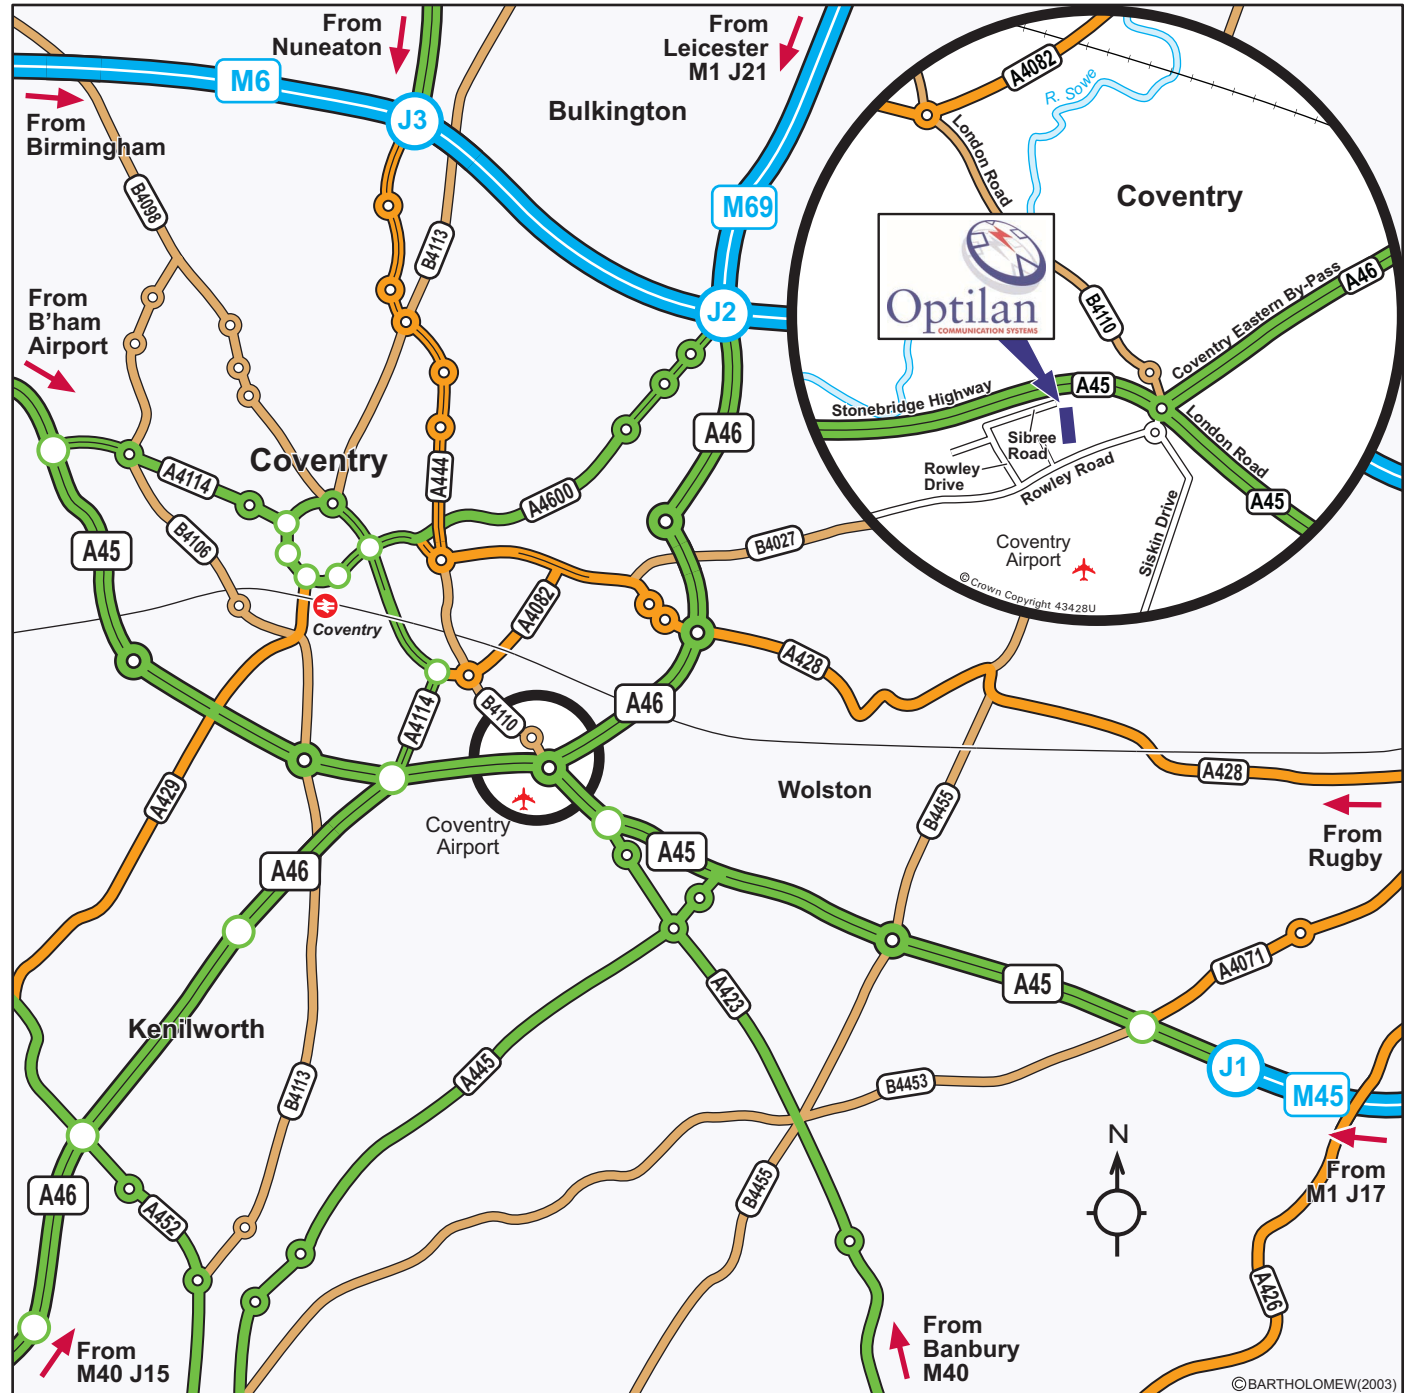 From
Nuneaton
From
Leicester
M1 J21
M6
J3
Bulkington
From
Birmingham
B4098
M69
B4113
From
B'ham
Airport
J2
A46
Coventry
A4114
A444
A4600
A45
B4106
B4027
Coventry
A4082
A428
A4114
B4110
A46
A429
Coventry
Airport
Wolston
A428
B4455
From
Rugby
A45
A46
A4071
A423
A45
Kenilworth
A445
B4113
B4453
J1
M45
N
From
M1 J17
B4455
A46
A452
A426
From
M40 J15
From
Banbury
M40
©BARTHOLOMEW(2003)
A4082
R. Sowe
London Road
Coventry
Optilan
COMMUNICATION SYSTEMS
B4110
Coventry Eastern By-Pass
A46
Stonebridge Highway
A45
Sibree
Road
London Road
Rowley
Drive
Rowley Road
A45
Siskin Drive
Coventry
Airport
© Crown Copyright 43428U